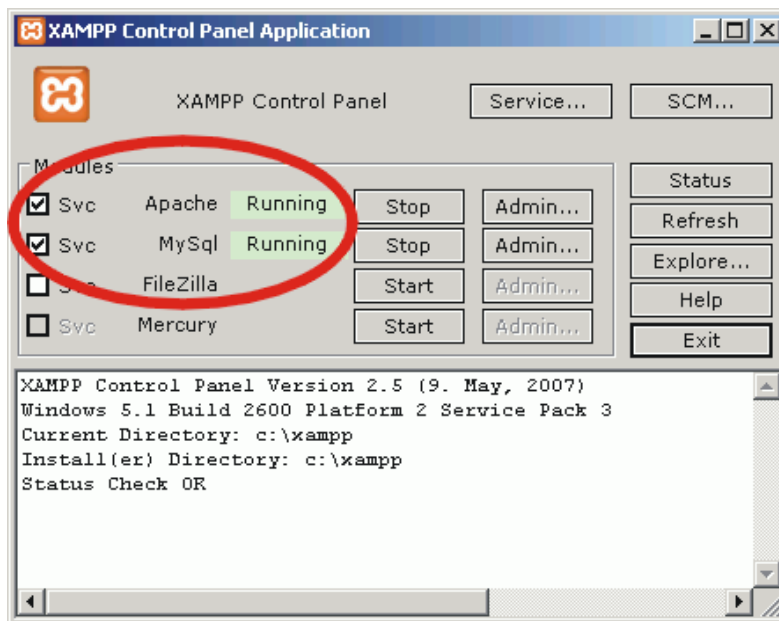 XAMPP Control Panel Application
XAMPP Control Panel Service... SCM...
Modules
Svc Apache Running Stop Admin...
Svc MySql Running Stop Admin...
Svc FileZilla Start Admin...
Svc Mercury Start Admin...
Status
Refresh
Explore...
Help
Exit
XAMPP Control Panel Version 2.5 (9. May, 2007)
Windows 5.1 Build 2600 Platform 2 Service Pack 3
Current Directory: c:\xampp
Install(er) Directory: c:\xampp
Status Check OK